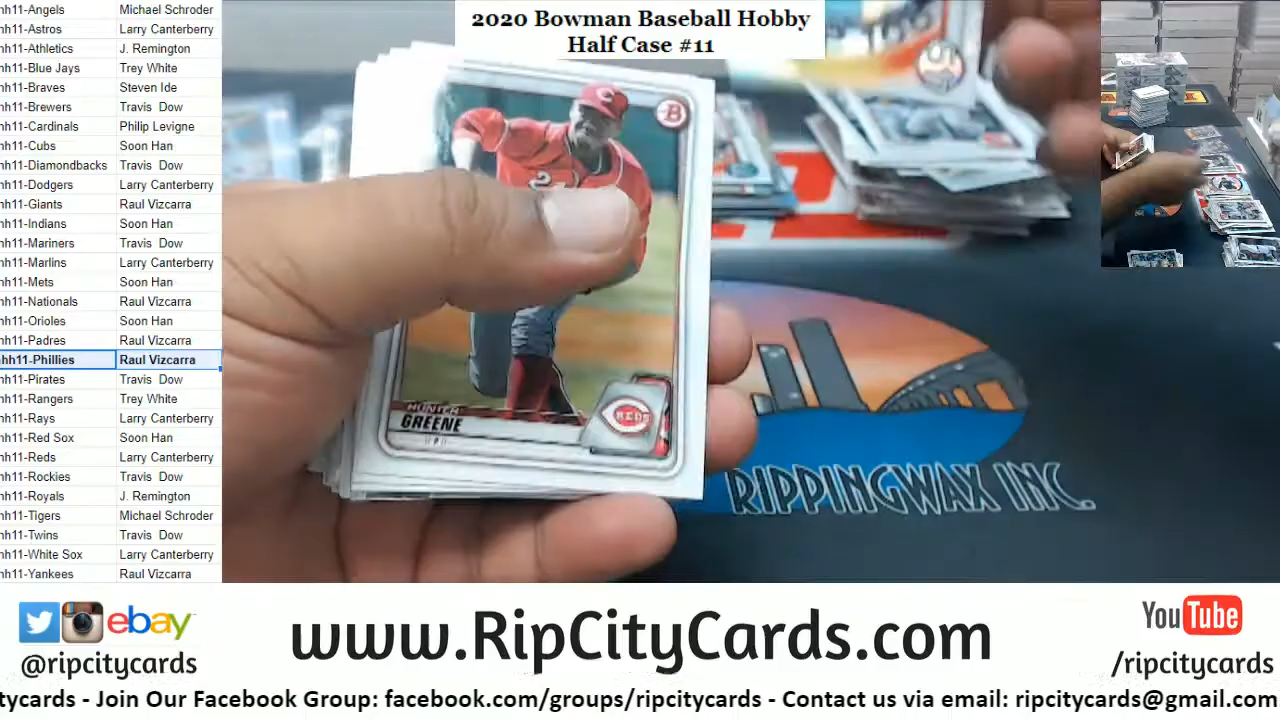 2020 Bowman Baseball Hobby
Half Case #11
hh11-Angels Michael Schroder
hh11-Astros Larry Canterberry
hh11-Athletics J. Remington
hh11-Blue Jays Trey White
hh11-Braves Steven Ide
hh11-Brewers Travis Dow
hh11-Cardinals Philip Levigne
hh11-Cubs Soon Han
hh11-Diamondbacks Travis Dow
hh11-Dodgers Larry Canterberry
hh11-Giants Raul Vizcarra
hh11-Indians Soon Han
hh11-Mariners Travis Dow
hh11-Marlins Larry Canterberry
hh11-Mets Soon Han
hh11-Nationals Raul Vizcarra
hh11-Orioles Soon Han
hh11-Padres Raul Vizcarra
hh11-Phillies Raul Vizcarra
hh11-Pirates Travis Dow
hh11-Rangers Trey White
hh11-Rays Larry Canterberry
hh11-Red Sox Soon Han
hh11-Reds Larry Canterberry
hh11-Rockies Travis Dow
hh11-Royals J. Remington
hh11-Tigers Michael Schroder
hh11-Twins Travis Dow
hh11-White Sox Larry Canterberry
hh11-Yankees Raul Vizcarra
B
C
21
HUNTER
GREENE
REDS
RIPPINGWAX INC.
ebay
@ripcitycards
www.RipCityCards.com
YouTube
/ripcitycards
tycards - Join Our Facebook Group: facebook.com/groups/ripcitycards - Contact us via email: ripcitycards@gmail.com